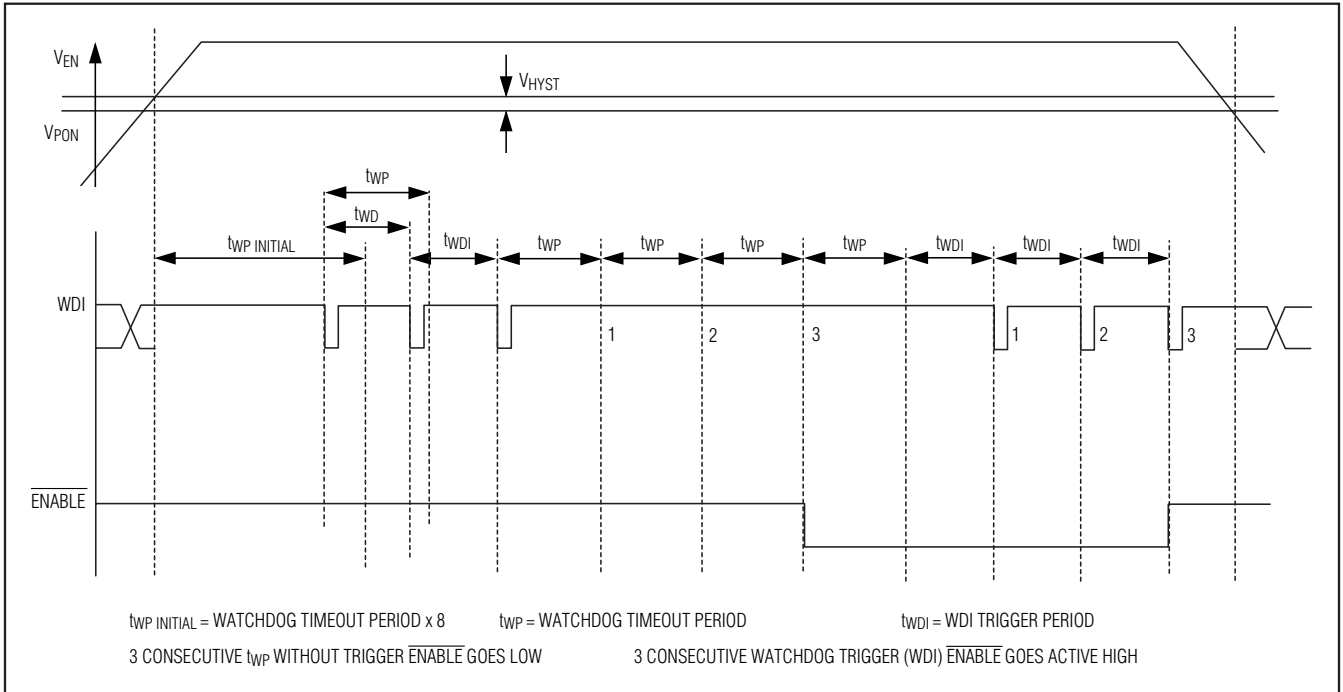 VEN
VHYST
VPON
tWP
tWD
tWP INITIAL
tWDI
tWP
tWP
tWP
tWP
tWDI
tWDI
tWDI
WDI
1
2
3
1
2
3
ENABLE
tWP INITIAL = WATCHDOG TIMEOUT PERIOD x 8
tWP = WATCHDOG TIMEOUT PERIOD
tWDI = WDI TRIGGER PERIOD
3 CONSECUTIVE tWP WITHOUT TRIGGER ENABLE GOES LOW
3 CONSECUTIVE WATCHDOG TRIGGER (WDI) ENABLE GOES ACTIVE HIGH